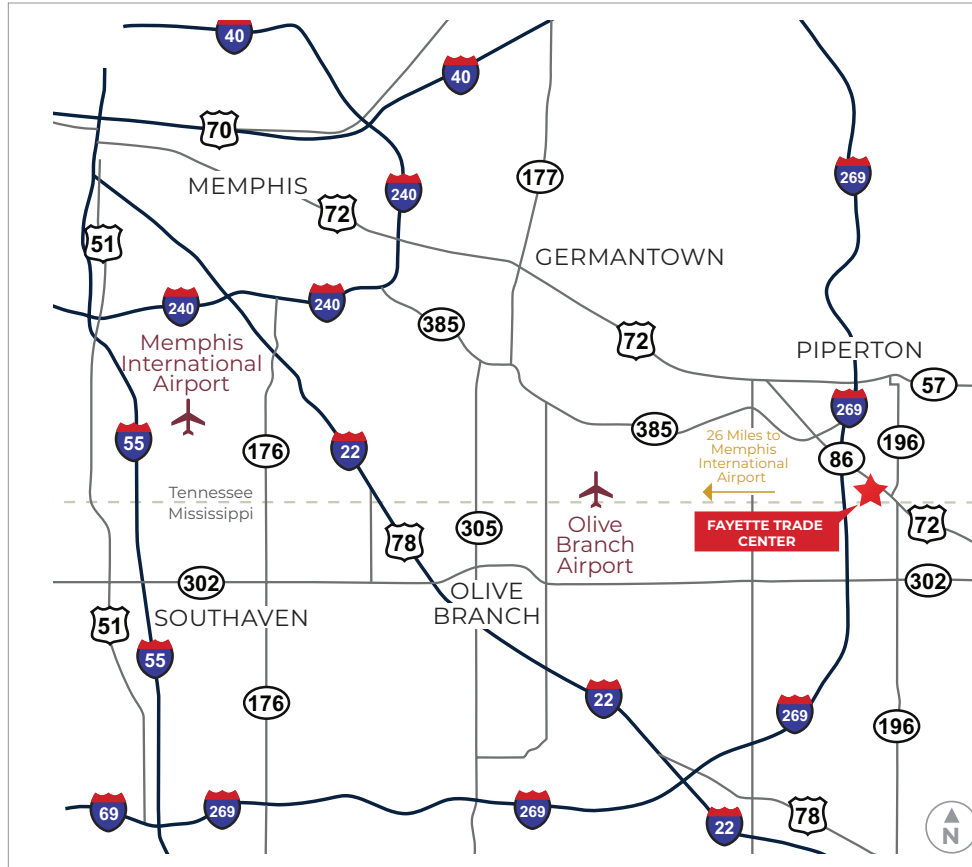 40
40
70
269
177
MEMPHIS
240
72
51
GERMANTOWN
240
240
385
72
Memphis
International
Airport
PIPERTON
57
269
385
196
55
176
22
26 Miles to
Memphis
International
Airport
86
Tennessee
Mississippi
305
Olive
Branch
Airport
FAYETTE TRADE
CENTER
72
78
302
302
OLIVE
BRANCH
SOUTHAVEN
51
55
176
22
269
196
69
269
269
22
78
N